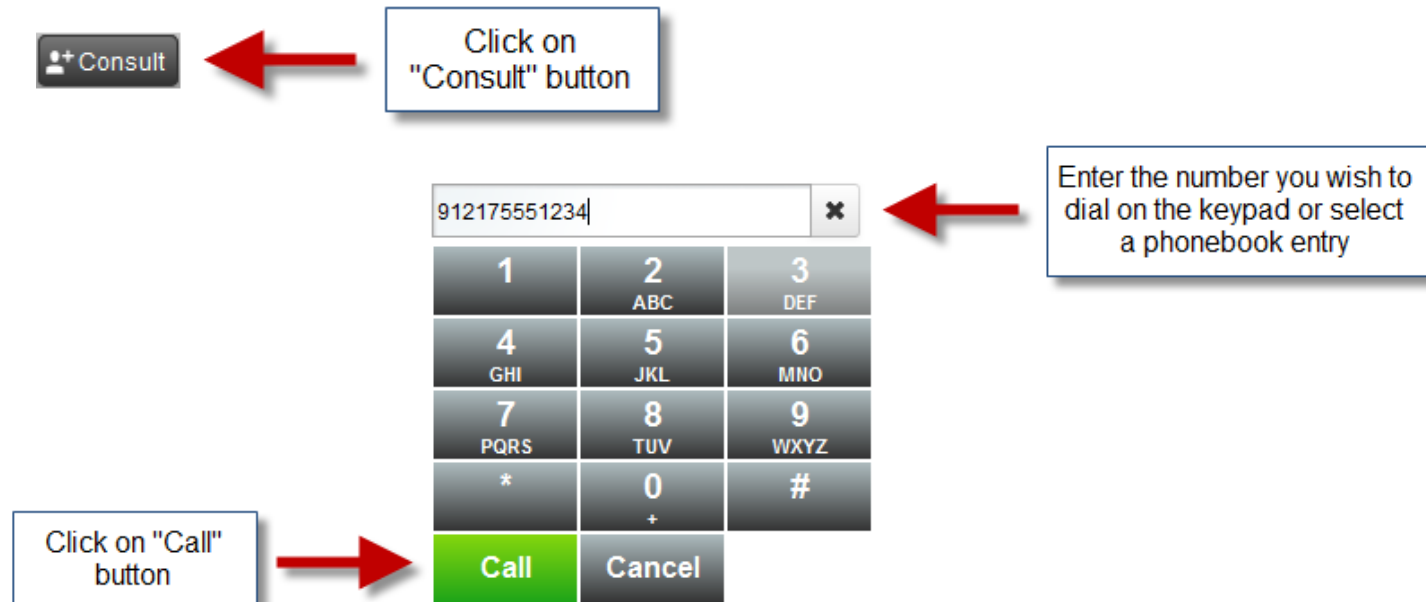 Consult
Click on
"Consult" button
912175551234
Enter the number you wish to
dial on the keypad or select
a phonebook entry
1 2 3
ABC DEF
4 5 6
GHI JKL MNO
7 8 9
PQRS TUV WXYZ
* 0 #
+
Click on "Call"
button
Call Cancel